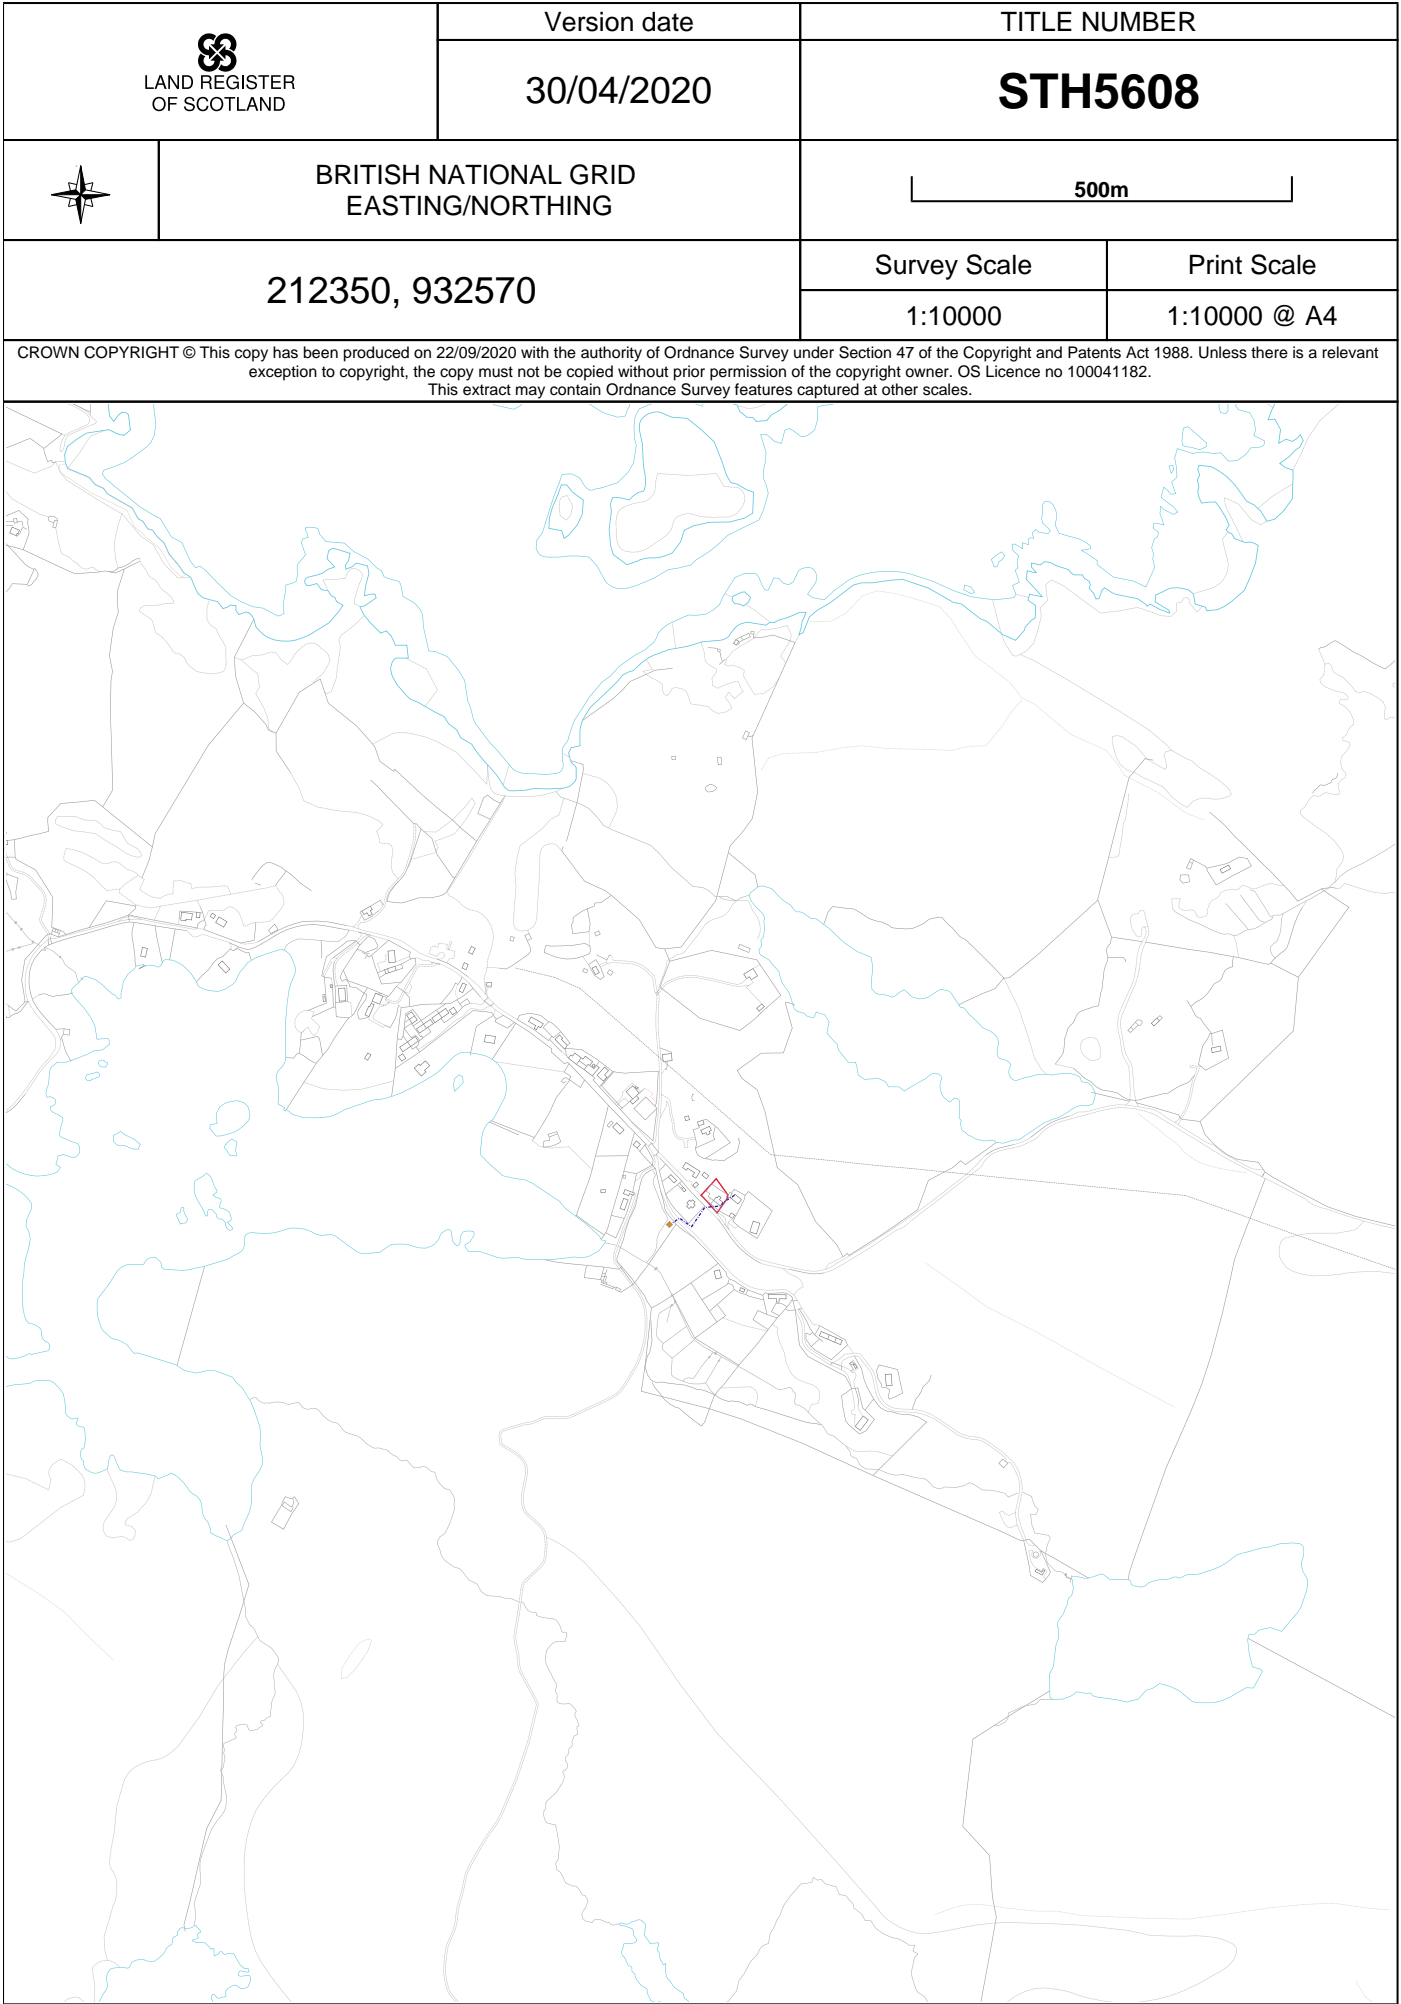 LAND REGISTER
OF SCOTLAND
Version date
30/04/2020
TITLE NUMBER
STH5608
BRITISH NATIONAL GRID
EASTING/NORTHING
500m
212350, 932570
Survey Scale
1:10000
Print Scale
1:10000 @ A4
CROWN COPYRIGHT © This copy has been produced on 22/09/2020 with the authority of Ordnance Survey under Section 47 of the Copyright and Patents Act 1988. Unless there is a relevant
exception to copyright, the copy must not be copied without prior permission of the copyright owner. OS Licence no 100041182.
This extract may contain Ordnance Survey features captured at other scales.